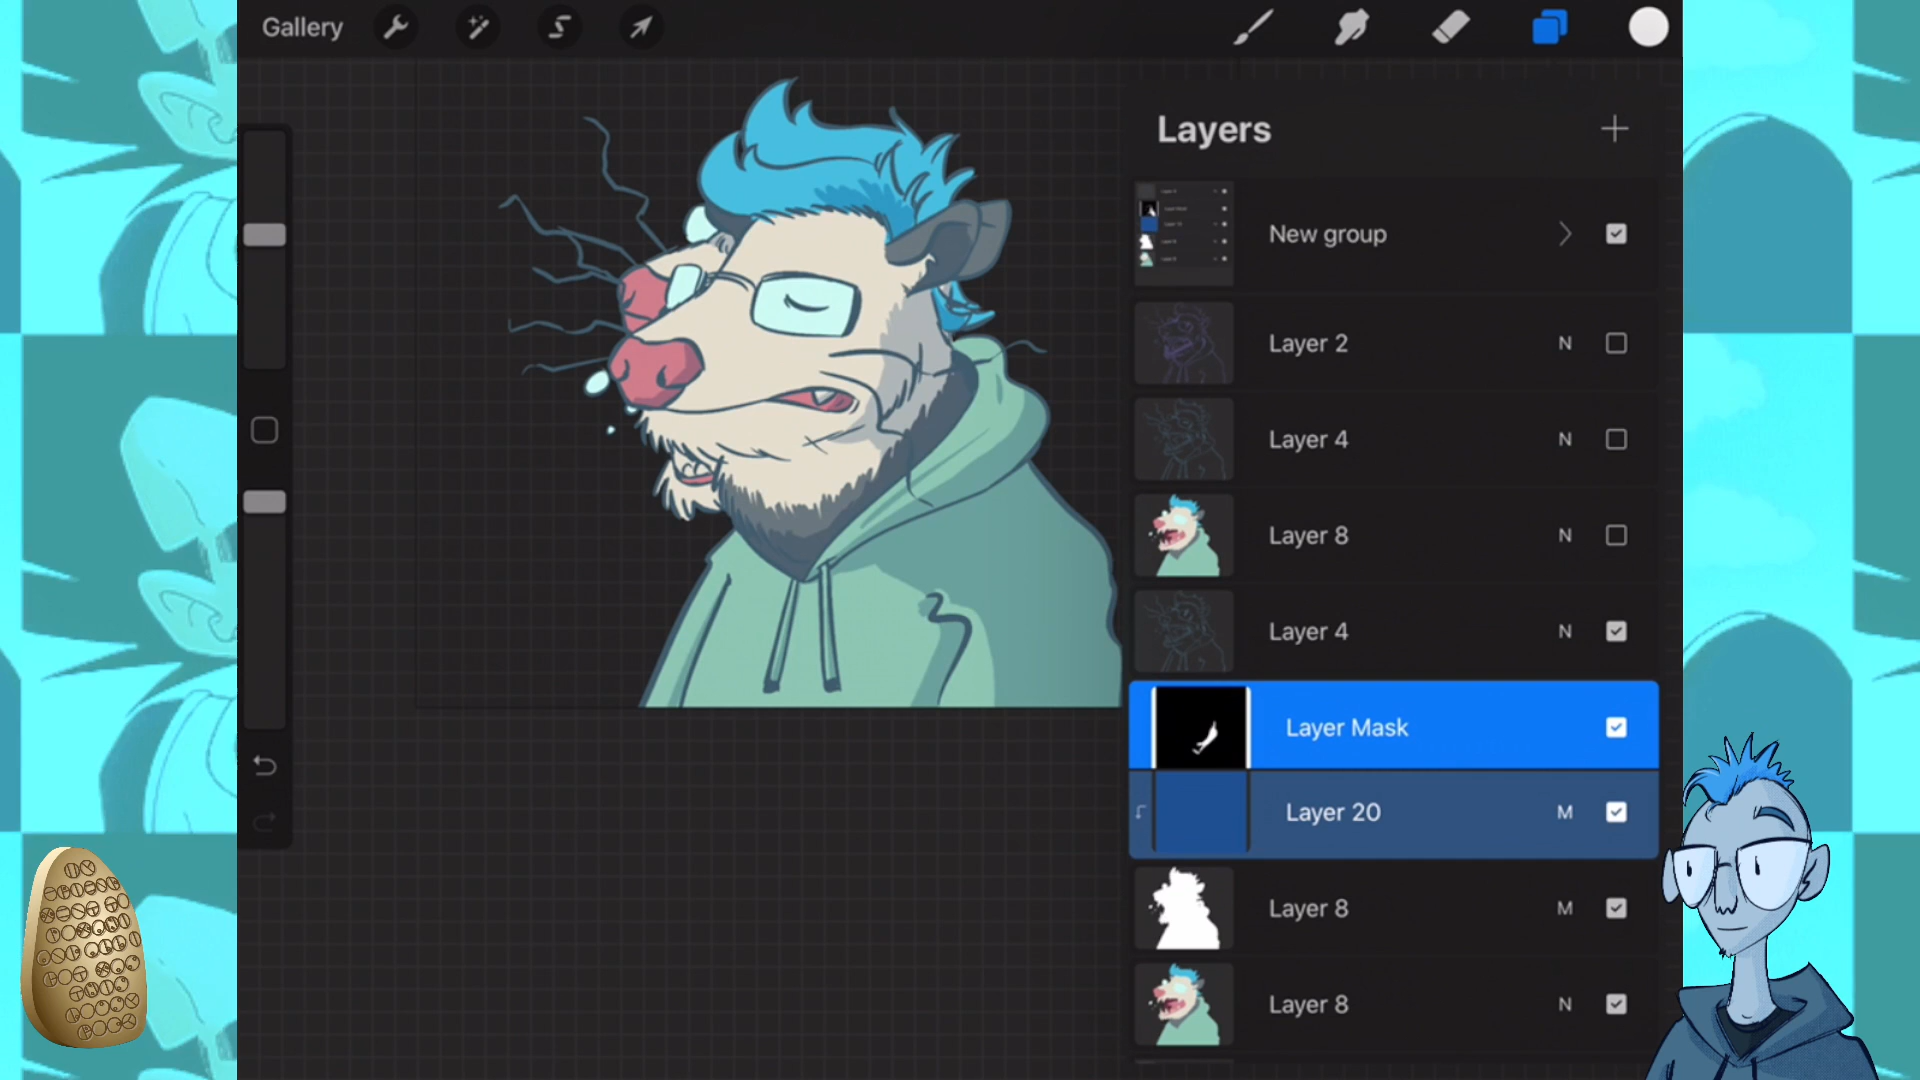 Gallery
Layers
New group
Layer 2 N
Layer 4 N
Layer 8 N
Layer 4 N
Layer Mask
Layer 20 M
Layer 8 M
Layer 8 N